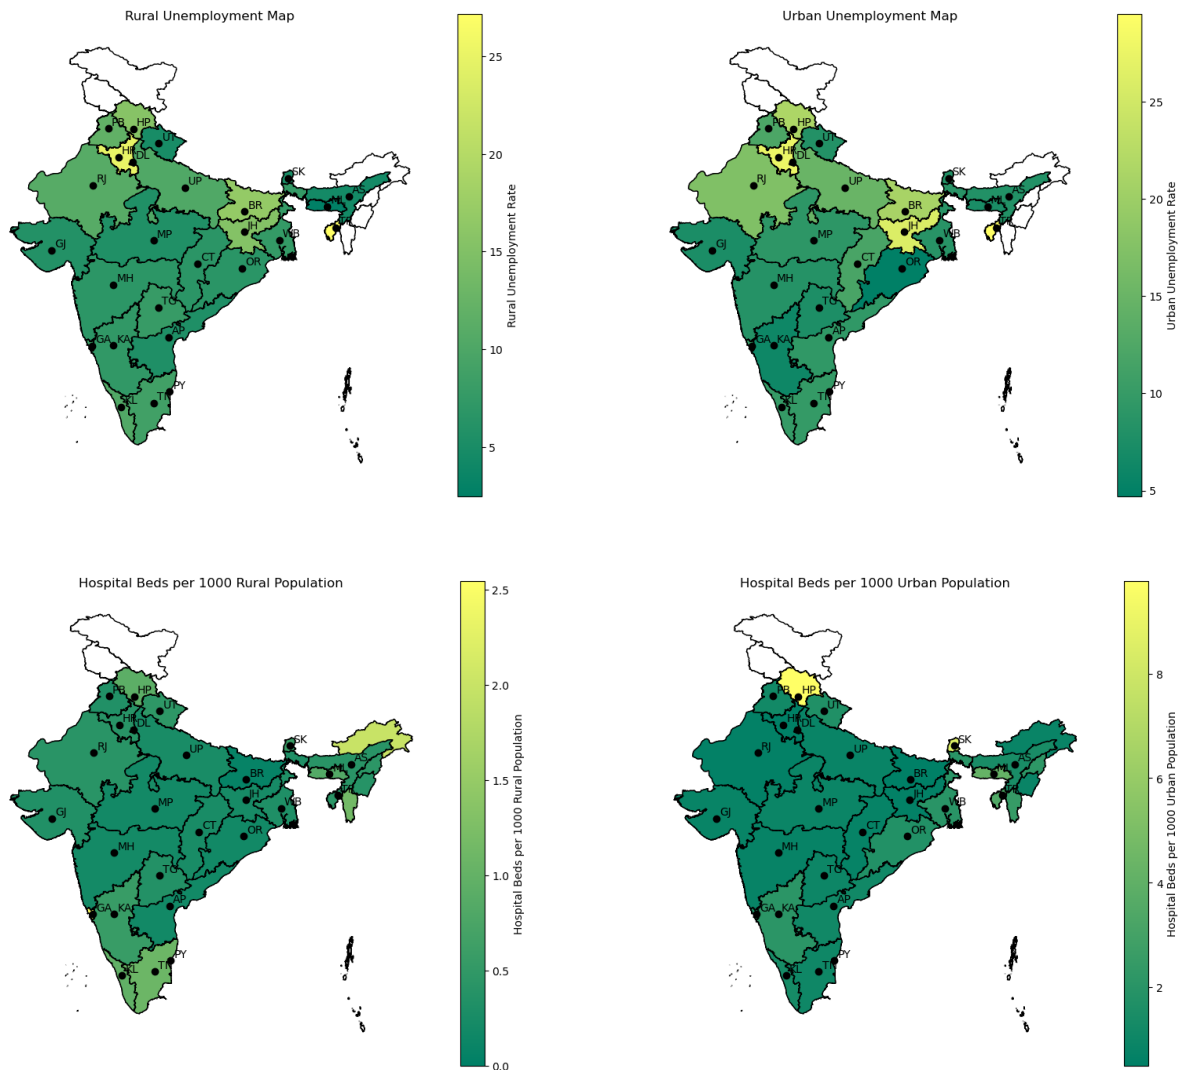 Rural Unemployment Map
PB
HP
UT
HR
DL
RJ
UP
SK
AS
ML
TR
BR
JH
WB
GJ
MP
CT
OR
MH
TG
AP
GA
KA
PY
KL
TN
25
20
15
10
5
Rural Unemployment Rate
Urban Unemployment Map
PB
HP
UT
HR
DL
RJ
UP
SK
AS
ML
TR
BR
JH
WB
GJ
MP
CT
OR
MH
TG
AP
GA
KA
PY
KL
TN
25
20
15
10
5
Urban Unemployment Rate
Hospital Beds per 1000 Rural Population
PB
HP
UT
HR
DL
RJ
UP
SK
AS
ML
TR
BR
JH
WB
GJ
MP
CT
OR
MH
TG
AP
GA
KA
PY
KL
TN
2.5
2.0
1.5
1.0
0.5
0.0
Hospital Beds per 1000 Rural Population
Hospital Beds per 1000 Urban Population
PB
HP
UT
HR
DL
RJ
UP
SK
AS
ML
TR
BR
JH
WB
GJ
MP
CT
OR
MH
TG
AP
GA
KA
PY
KL
TN
8
6
4
2
Hospital Beds per 1000 Urban Population